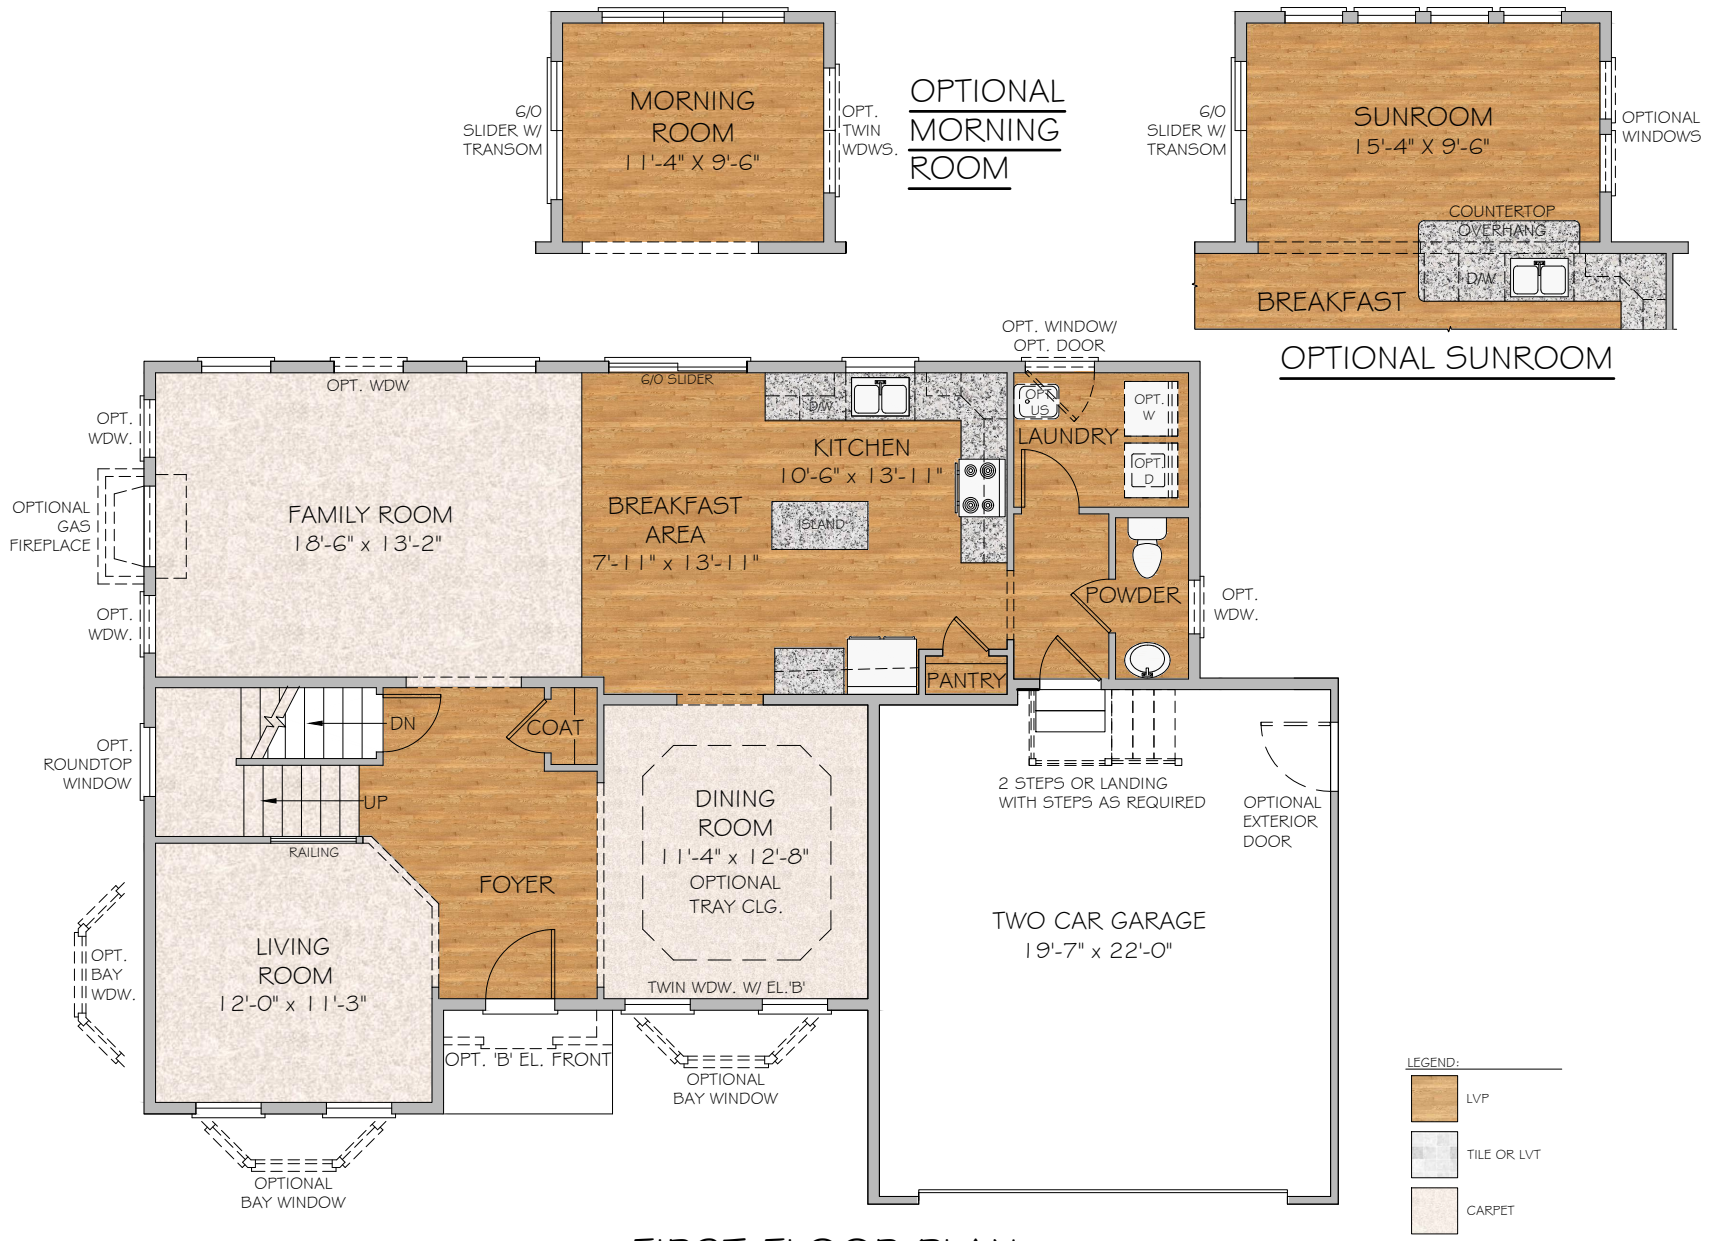 MORNING
ROOM
11'-4" X 9'-6"
6/0
SLIDER W/
TRANSOM
OPT.
TWIN
WDWS.
OPTIONAL
MORNING
ROOM
SUNROOM
15'-4" X 9'-6"
6/0
SLIDER W/
TRANSOM
OPTIONAL
WINDOWS
COUNTERTOP
OVERHANG
D/W
BREAKFAST
OPTIONAL SUNROOM
OPT. WINDOW/
OPT. DOOR
OPT. WDW
6/0 SLIDER
D/W
OPT.
US
OPT.
W
OPT.
WDW.
KITCHEN
10'-6" x 13'-11"
LAUNDRY
OPT.
D
OPTIONAL
GAS
FIREPLACE
FAMILY ROOM
18'-6" x 13'-2"
BREAKFAST
AREA
7'-11" x 13'-11"
ISLAND
OPT.
WDW.
POWDER
OPT.
WDW.
PANTRY
DN
COAT
OPT.
ROUNDTOP
WINDOW
UP
RAILING
DINING
ROOM
11'-4" x 12'-8"
OPTIONAL
TRAY CLG.
2 STEPS OR LANDING
WITH STEPS AS REQUIRED
OPTIONAL
EXTERIOR
DOOR
FOYER
TWO CAR GARAGE
19'-7" x 22'-0"
LIVING
ROOM
12'-0" x 11'-3"
OPT.
BAY
WDW.
TWIN WDW. W/ EL.'B'
OPT. 'B' EL. FRONT
OPTIONAL
BAY WINDOW
OPTIONAL
BAY WINDOW
LEGEND:
LVP
TILE OR LVT
CARPET
FIRST FLOOR PLAN